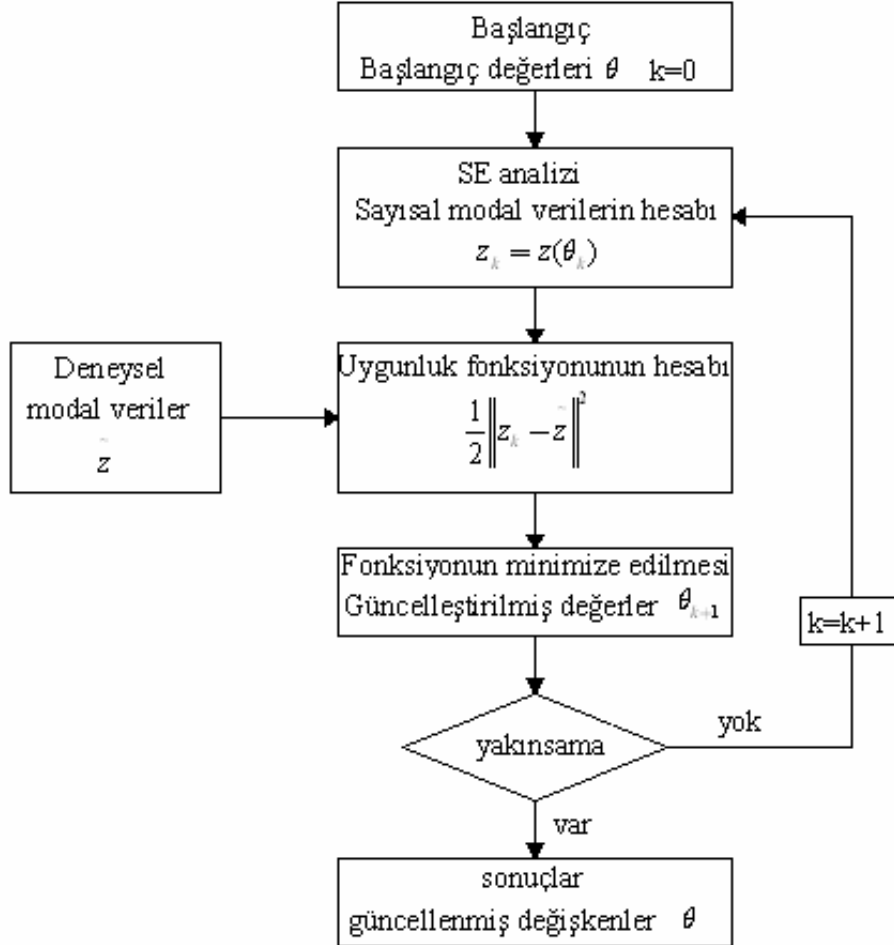 Başlangıç
Başlangıç değerleri θ k=0
SE analizi
Sayısal modal verilerin hesabı
z_k = z(θ_k)
Deneysel
modal veriler
z̃
Uygunluk fonksiyonunun hesabı
1/2 ‖z_k − z̃‖²
Fonksiyonun minimize edilmesi
Güncelleştirilmiş değerler θ_{k+1}
k=k+1
yakınsama
yok
var
sonuçlar
güncellenmiş değişkenler θ